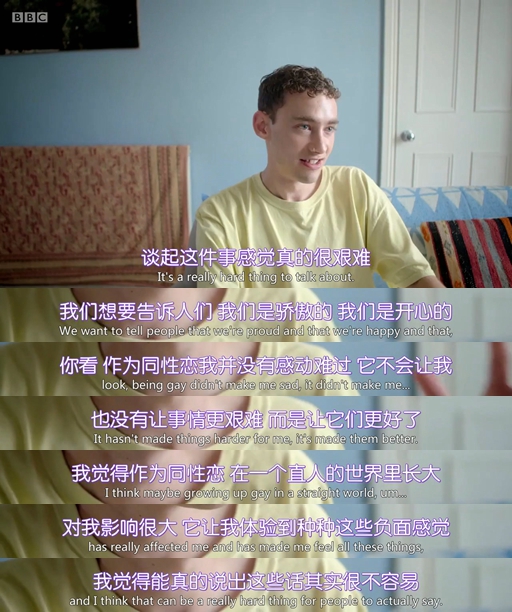 BBC
谈起这件事感觉真的很艰难
It's a really hard thing to talk about.
我们想要告诉人们 我们是骄傲的 我们是开心的
We want to tell people that we're proud and that we're happy and that,
你看 作为同性恋我并没有感动难过 它不会让我
look, being gay didn't make me sad, it didn't make me...
也没有让事情更艰难 而是让它们更好了
It hasn't made things harder for me, it's made them better.
我觉得作为同性恋 在一个直人的世界里长大
I think maybe growing up gay in a straight world, um...
对我影响很大 它让我体验到种种这些负面感觉
has really affected me and has made me feel all these things,
我觉得能真的说出这些话其实很不容易
and I think that can be a really hard thing for people to actually say.